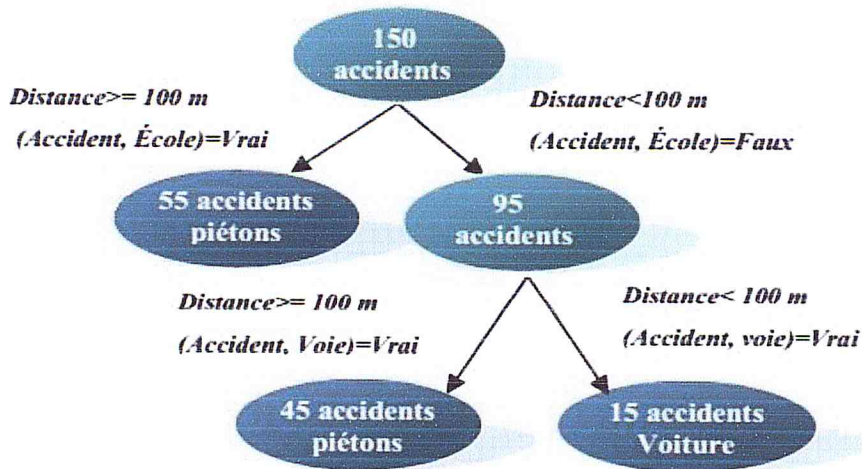 150
accidents
Distance>= 100 m
(Accident, École)=Vrai
Distance<100 m
(Accident, École)=Faux
55 accidents
piétons
95
accidents
Distance>= 100 m
(Accident, Voie)=Vrai
Distance< 100 m
(Accident, voie)=Vrai
45 accidents
piétons
15 accidents
Voiture